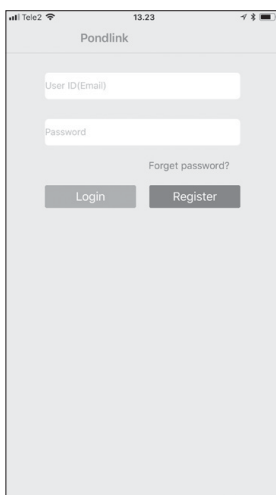 Tele2 13.23
Pondlink
User ID(Email)
Password
Forget password?
Login Register